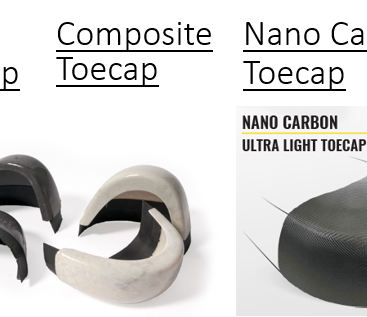 Composite
Toecap
p
Nano Ca
Toecap
NANO CARBON
ULTRA LIGHT TOECAP